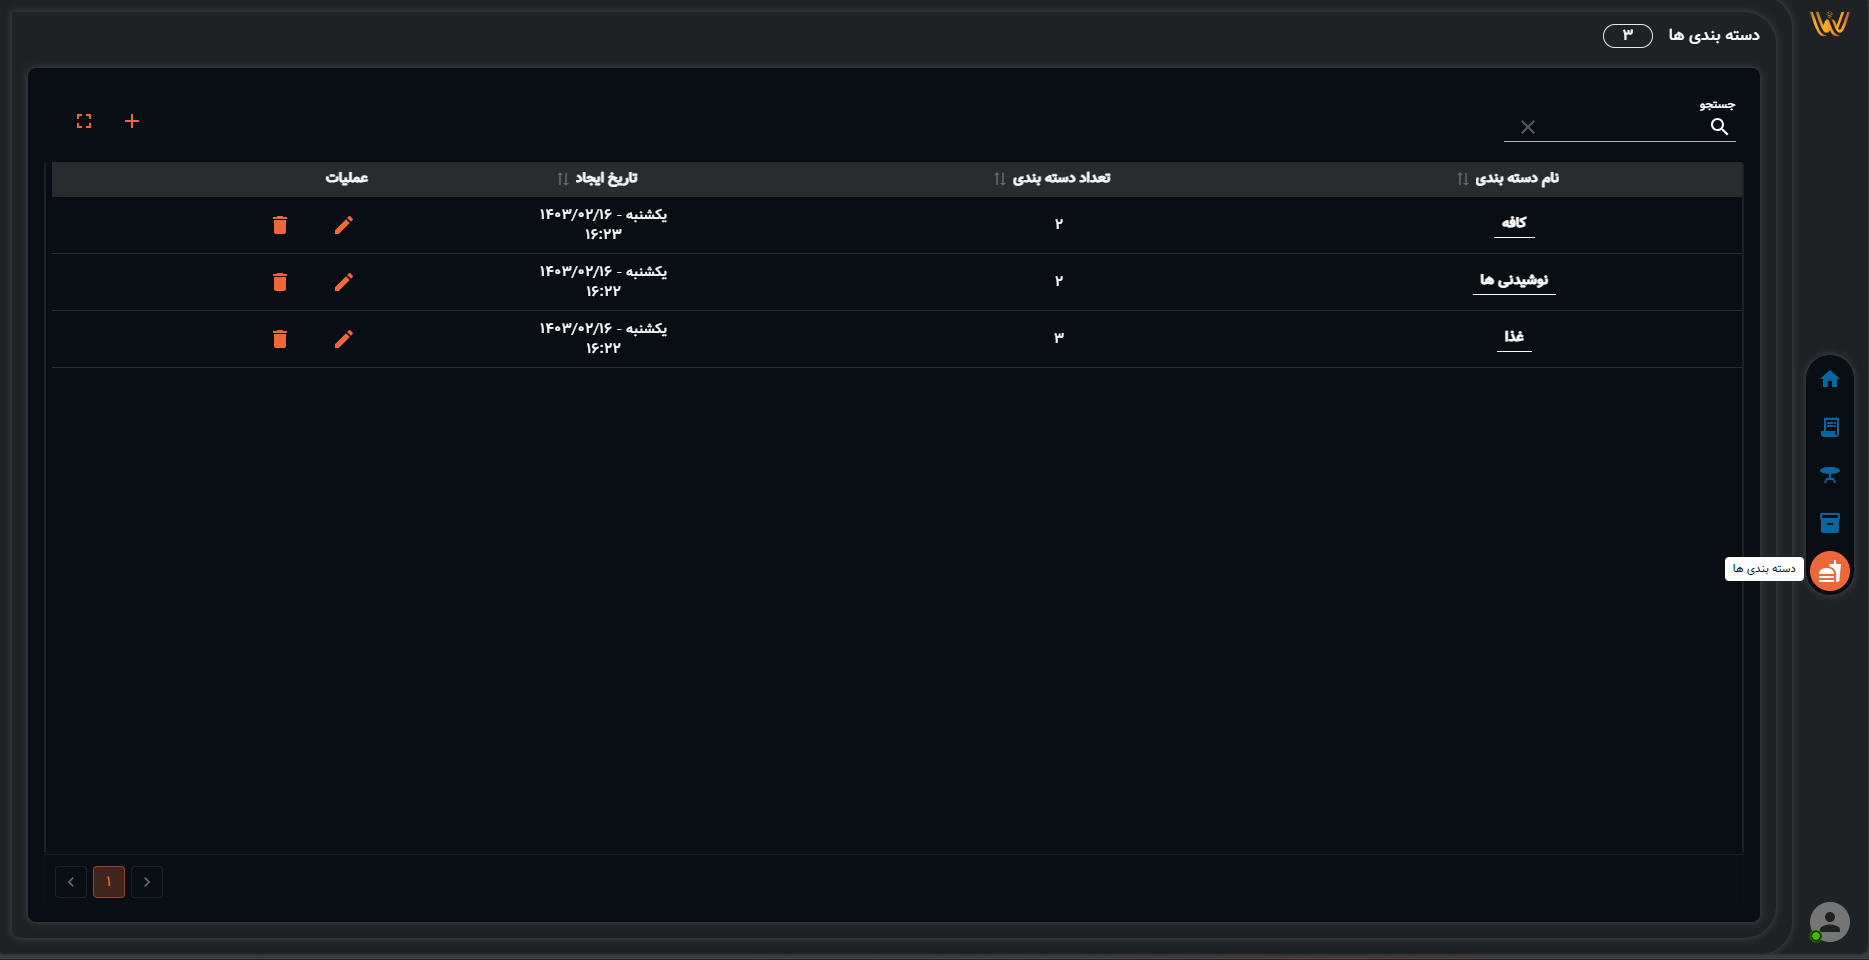 دسته بندی ها ۳
جستجو
نام دسته بندی تعداد دسته بندی تاریخ ایجاد عملیات
کافه ۲ یکشنبه - ۱۴۰۳/۰۲/۱۶
۱۶:۲۳
نوشیدنی ها ۲ یکشنبه - ۱۴۰۳/۰۲/۱۶
۱۶:۲۲
غذا ۳ یکشنبه - ۱۴۰۳/۰۲/۱۶
۱۶:۲۲
دسته بندی ها
۱